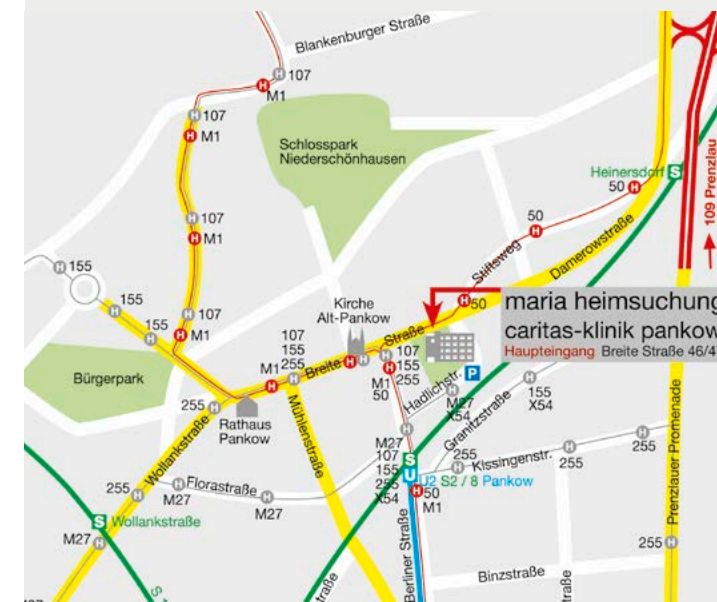 Blankenburger Straße
H 107
H M1
H 107
H M1
Schlosspark
Niederschönhausen
Heinersdorf S
50 H
109 Prenzlau
H 107
H M1
50
H
Stiftsweg
Damerowstraße
H 155
155
H
155
H
H 107
H M1
H 50
Kirche
Alt-Pankow
maria heimsuchung
caritas-klinik pankow
Haupteingang Breite Straße 46/4
107
155
255
H
M1
H
Breite
H
H
Straße
H
107
155
255
H
M1
50
Bürgerpark
P
Hadlichstr.
H
M27
X54
H
155
X54
255 H
Rathaus
Pankow
Mühlenstraße
Wollankstraße
M27
H
Granitzstraße
107
155
255
X54
S
U
U2 S2 / 8 Pankow
255
H
Kissingenstr.
H
255
H
255
Florastraße
H
M27
H
M27
255 H
H 50
M1
Prenzlauer Promenade
S Wollankstraße
M27 H
255 H
Berliner Straße
Binzstraße
raße
traße
S 1